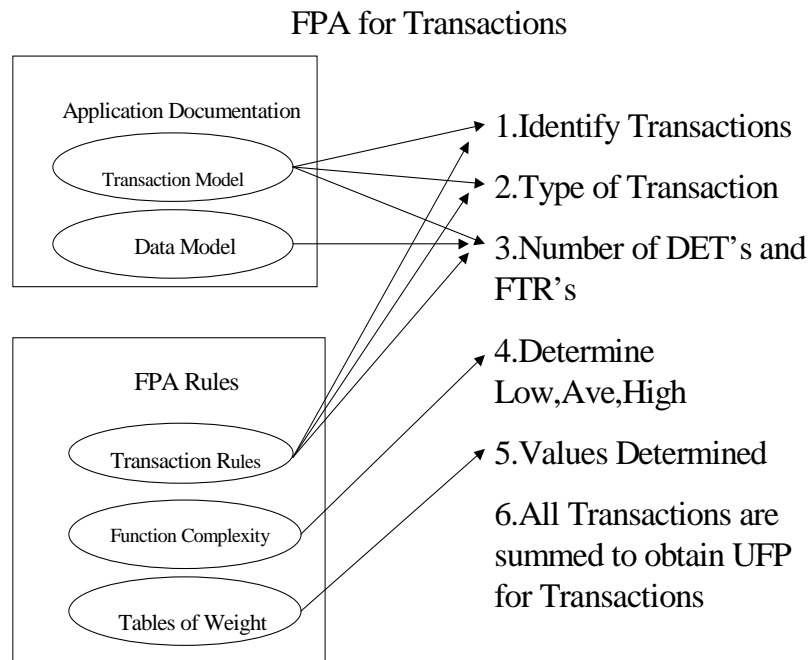 FPA for Transactions
Application Documentation
Transaction Model
Data Model
FPA Rules
Transaction Rules
Function Complexity
Tables of Weight
1.Identify Transactions
2.Type of Transaction
3.Number of DET's and
FTR's
4.Determine
Low,Ave,High
5.Values Determined
6.All Transactions are
summed to obtain UFP
for Transactions